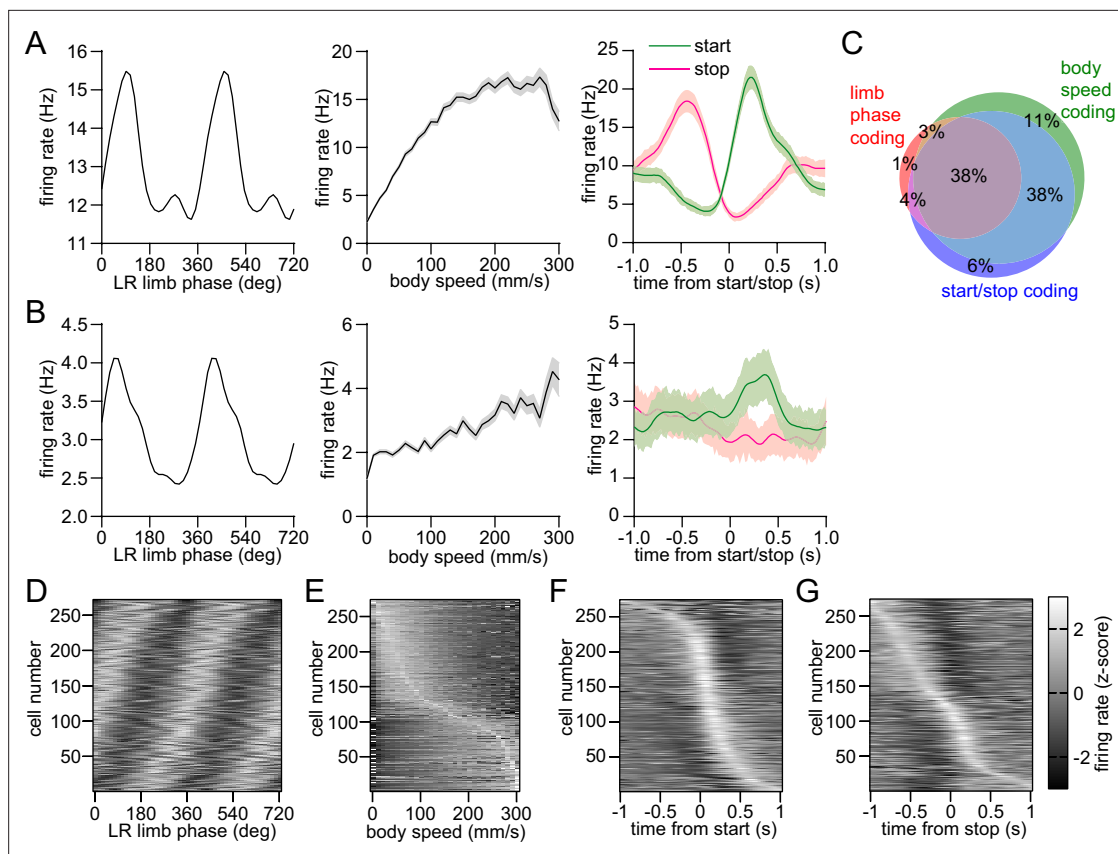 A
firing rate (Hz)
16
15
14
13
12
11
0 180 360 540 720
LR limb phase (deg)
firing rate (Hz)
20
15
10
5
0
0 100 200 300
body speed (mm/s)
firing rate (Hz)
25
20
15
10
5
0
start
stop
-1.0 -0.5 0 0.5 1.0
time from start/stop (s)
C
limb
phase
coding
body
speed
coding
11%
3%
1%
38%
4%
38%
6%
start/stop coding
B
firing rate (Hz)
4.5
4.0
3.5
3.0
2.5
2.0
0 180 360 540 720
LR limb phase (deg)
firing rate (Hz)
6
4
2
0
0 100 200 300
body speed (mm/s)
firing rate (Hz)
5
4
3
2
1
0
-1.0 -0.5 0 0.5 1.0
time from start/stop (s)
D
cell number
250
200
150
100
50
0 180 360 540 720
LR limb phase (deg)
E
cell number
250
200
150
100
50
0 100 200 300
body speed (mm/s)
F
cell number
250
200
150
100
50
-1 -0.5 0 0.5 1
time from start (s)
G
cell number
250
200
150
100
50
-1 -0.5 0 0.5 1
time from stop (s)
2
0
-2
firing rate (z-score)